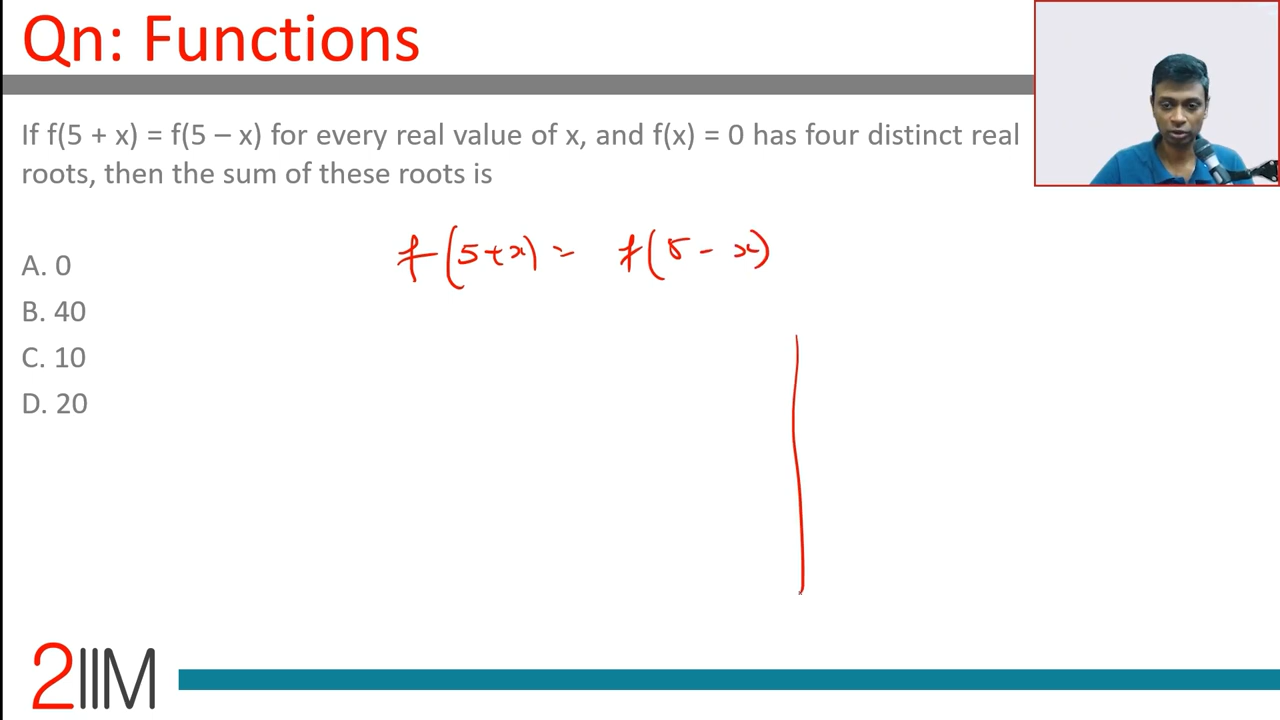 Qn: Functions
If f(5 + x) = f(5 – x) for every real value of x, and f(x) = 0 has four distinct real
roots, then the sum of these roots is
f(5+x) = f(5-x)
A. 0
B. 40
C. 10
D. 20
2IIM